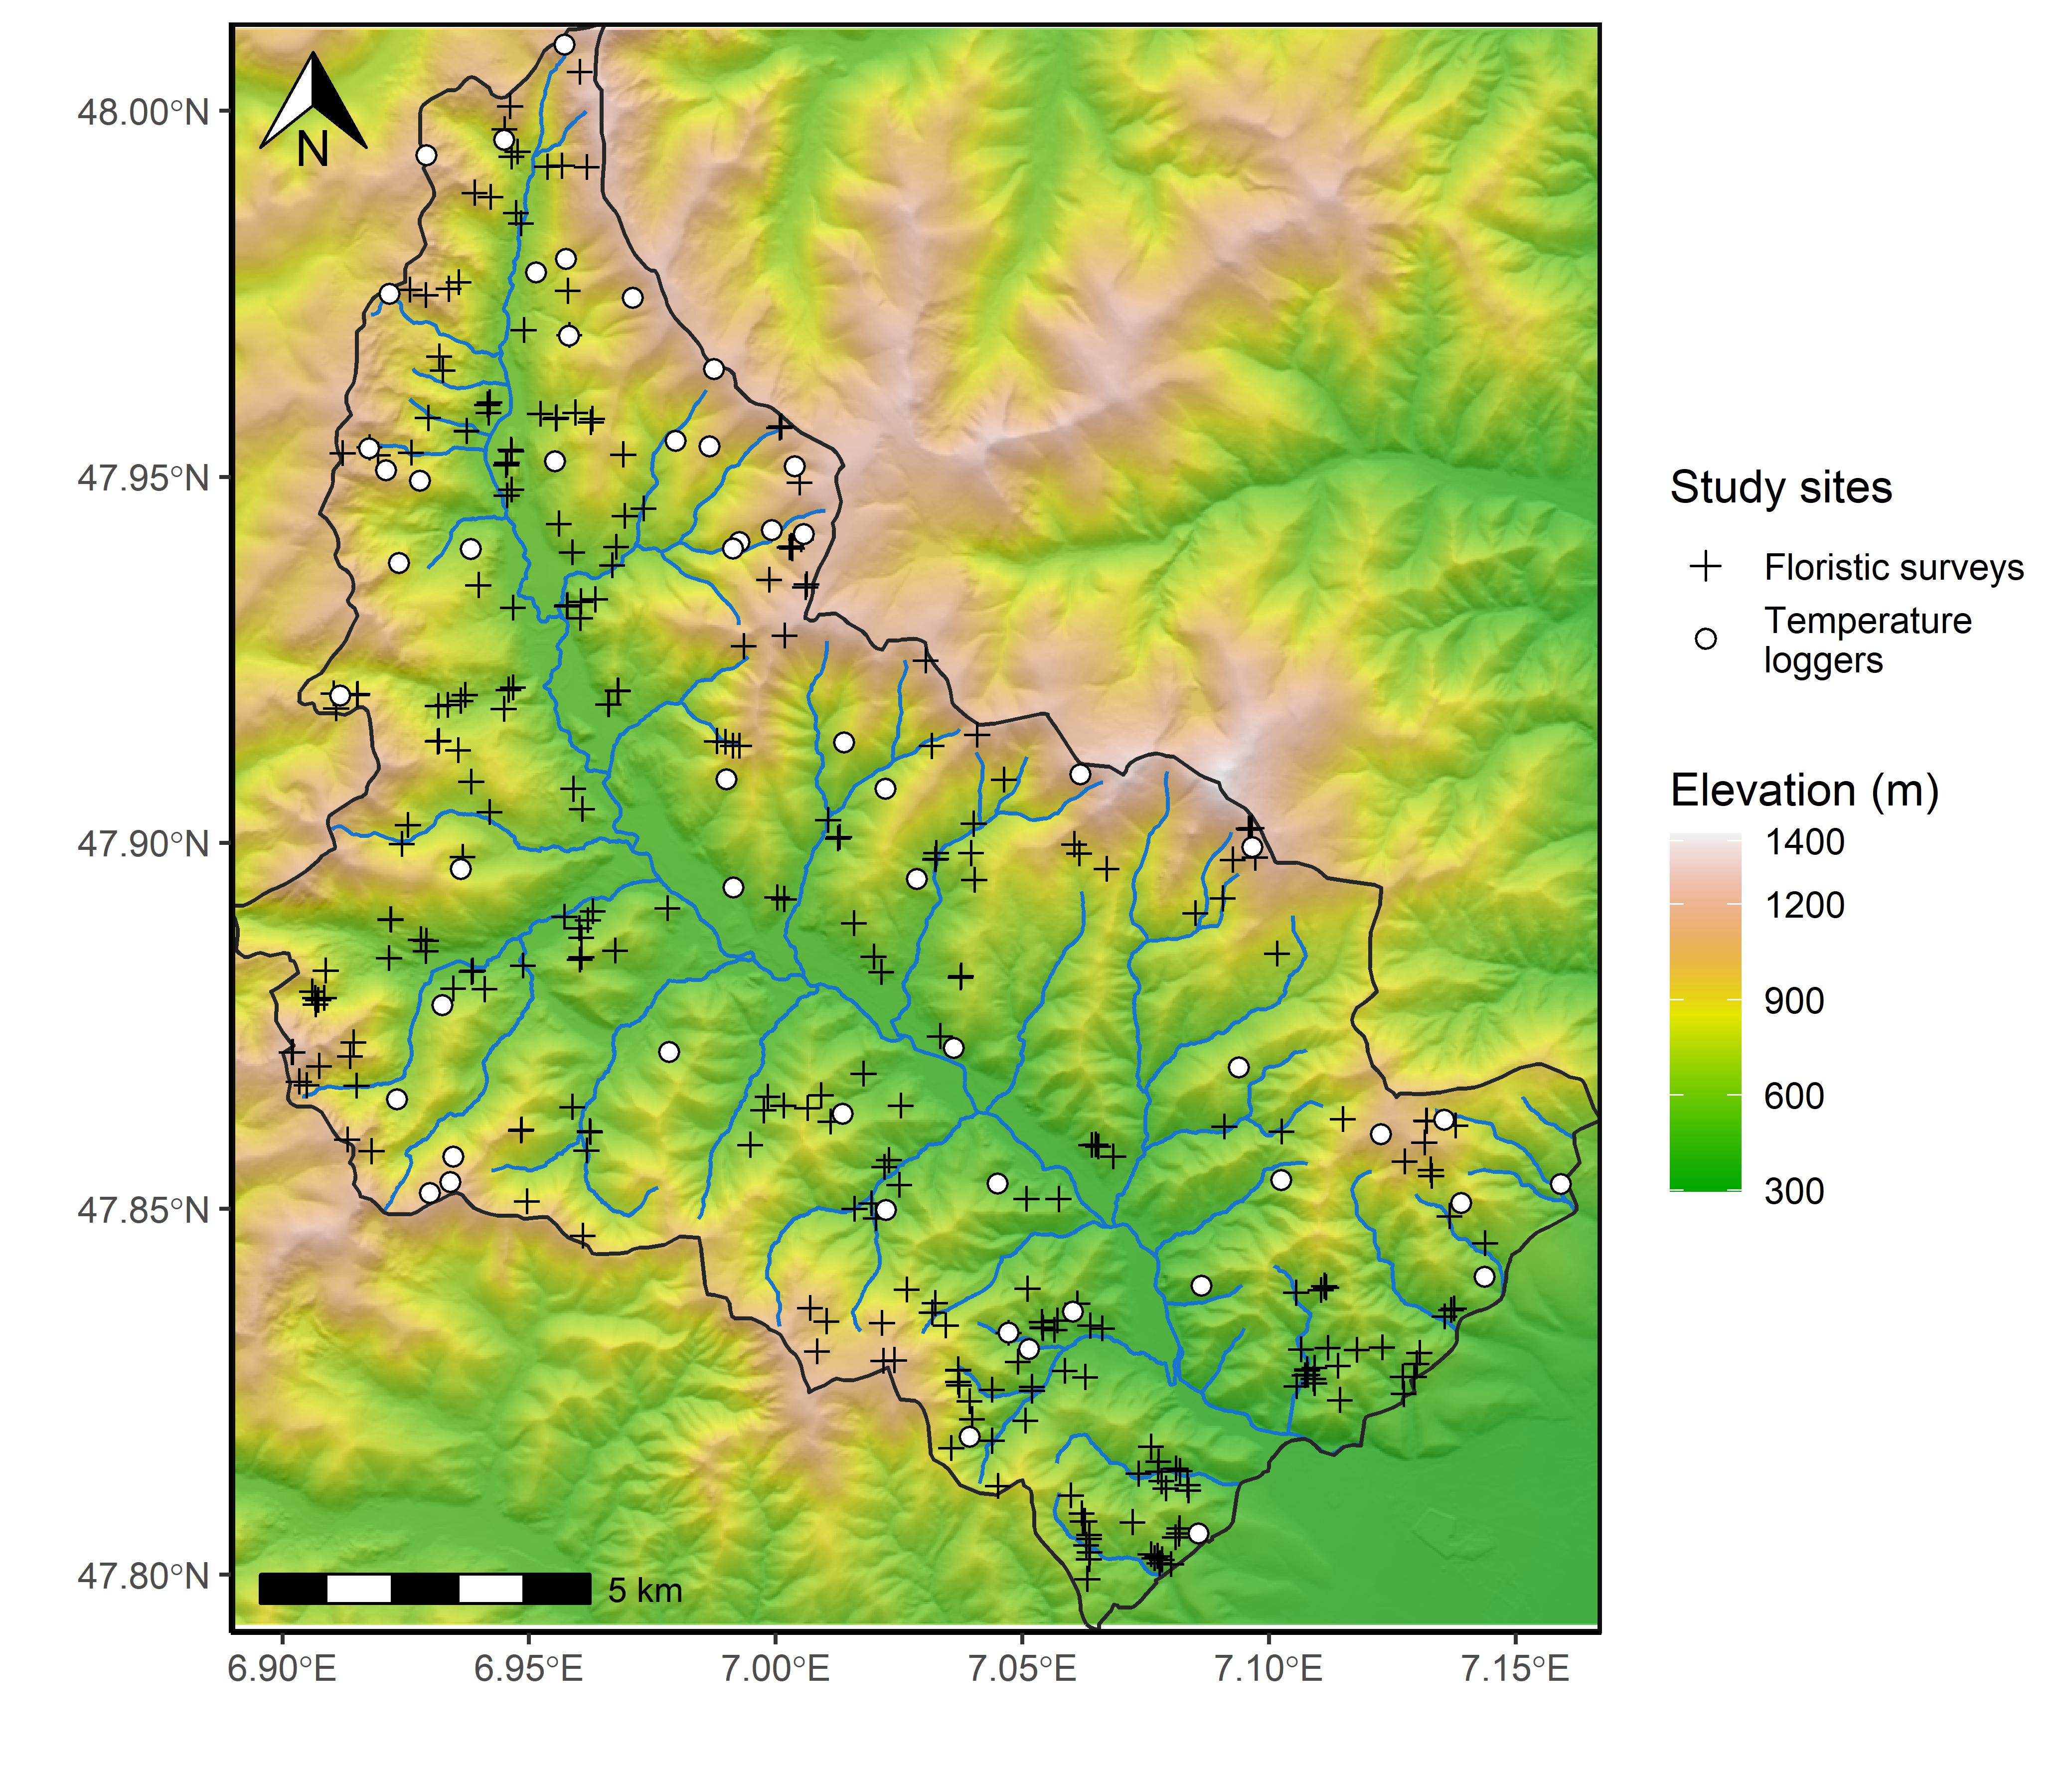 48.00°N
47.95°N
47.90°N
47.85°N
47.80°N
N
5 km
6.90°E
6.95°E
7.00°E
7.05°E
7.10°E
7.15°E
Study sites
Floristic surveys
Temperature
loggers
Elevation (m)
1400
1200
900
600
300